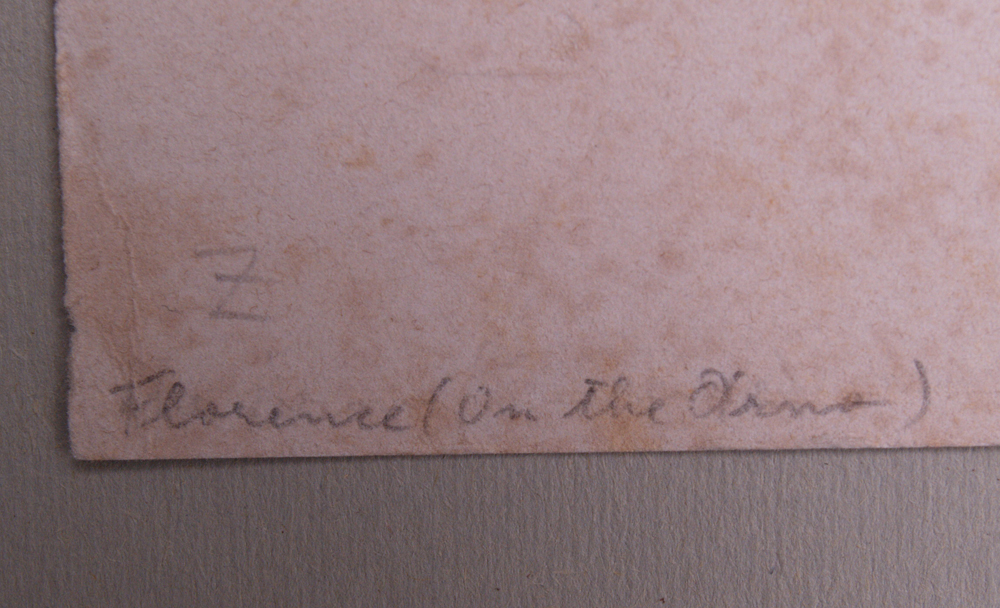 Z
Florence (On the Arno)